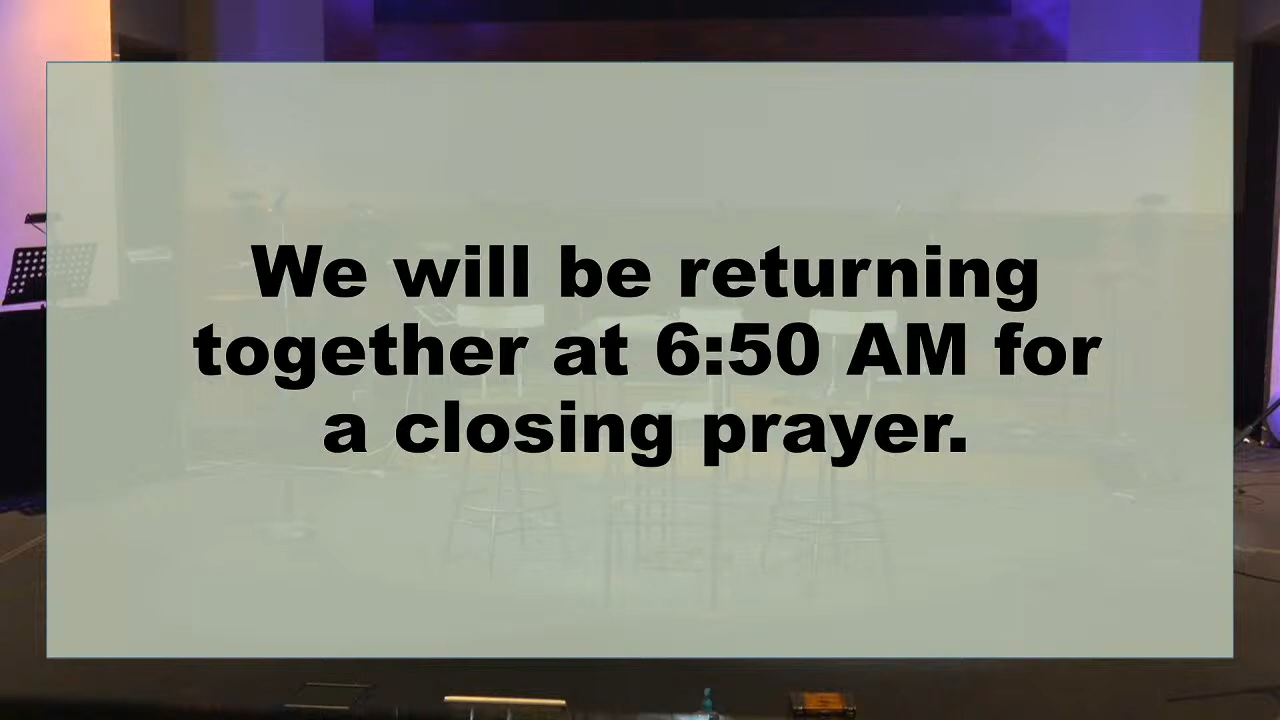 We will be returning
together at 6:50 AM for
a closing prayer.